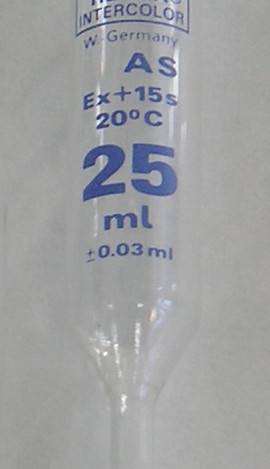 INTERCOLOR
W-Germany
AS
Ex+15s
20°C
25
ml
±0.03ml